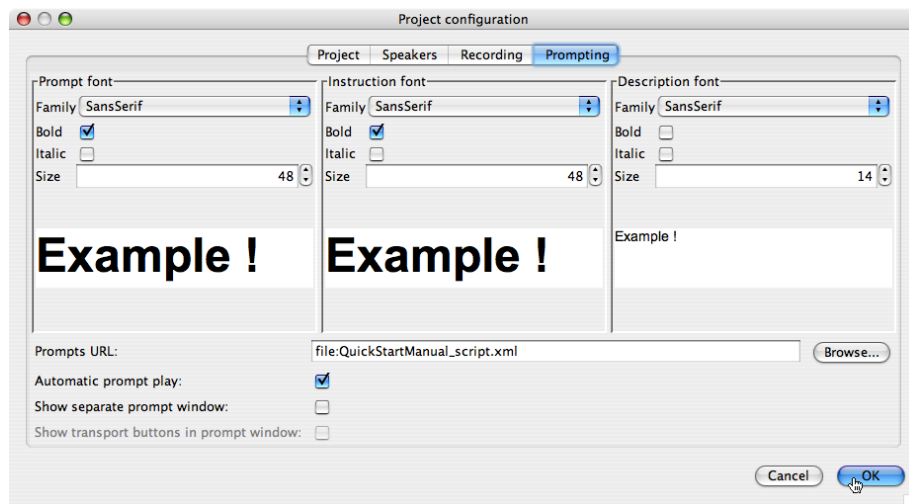 Project configuration
Project Speakers Recording Prompting
Prompt font Instruction font Description font
Family SansSerif Family SansSerif Family SansSerif
Bold Bold Bold
Italic Italic Italic
Size 48 Size 48 Size 14
Example ! Example ! Example !
Prompts URL: file:QuickStartManual_script.xml Browse...
Automatic prompt play:
Show separate prompt window:
Show transport buttons in prompt window:
Cancel OK